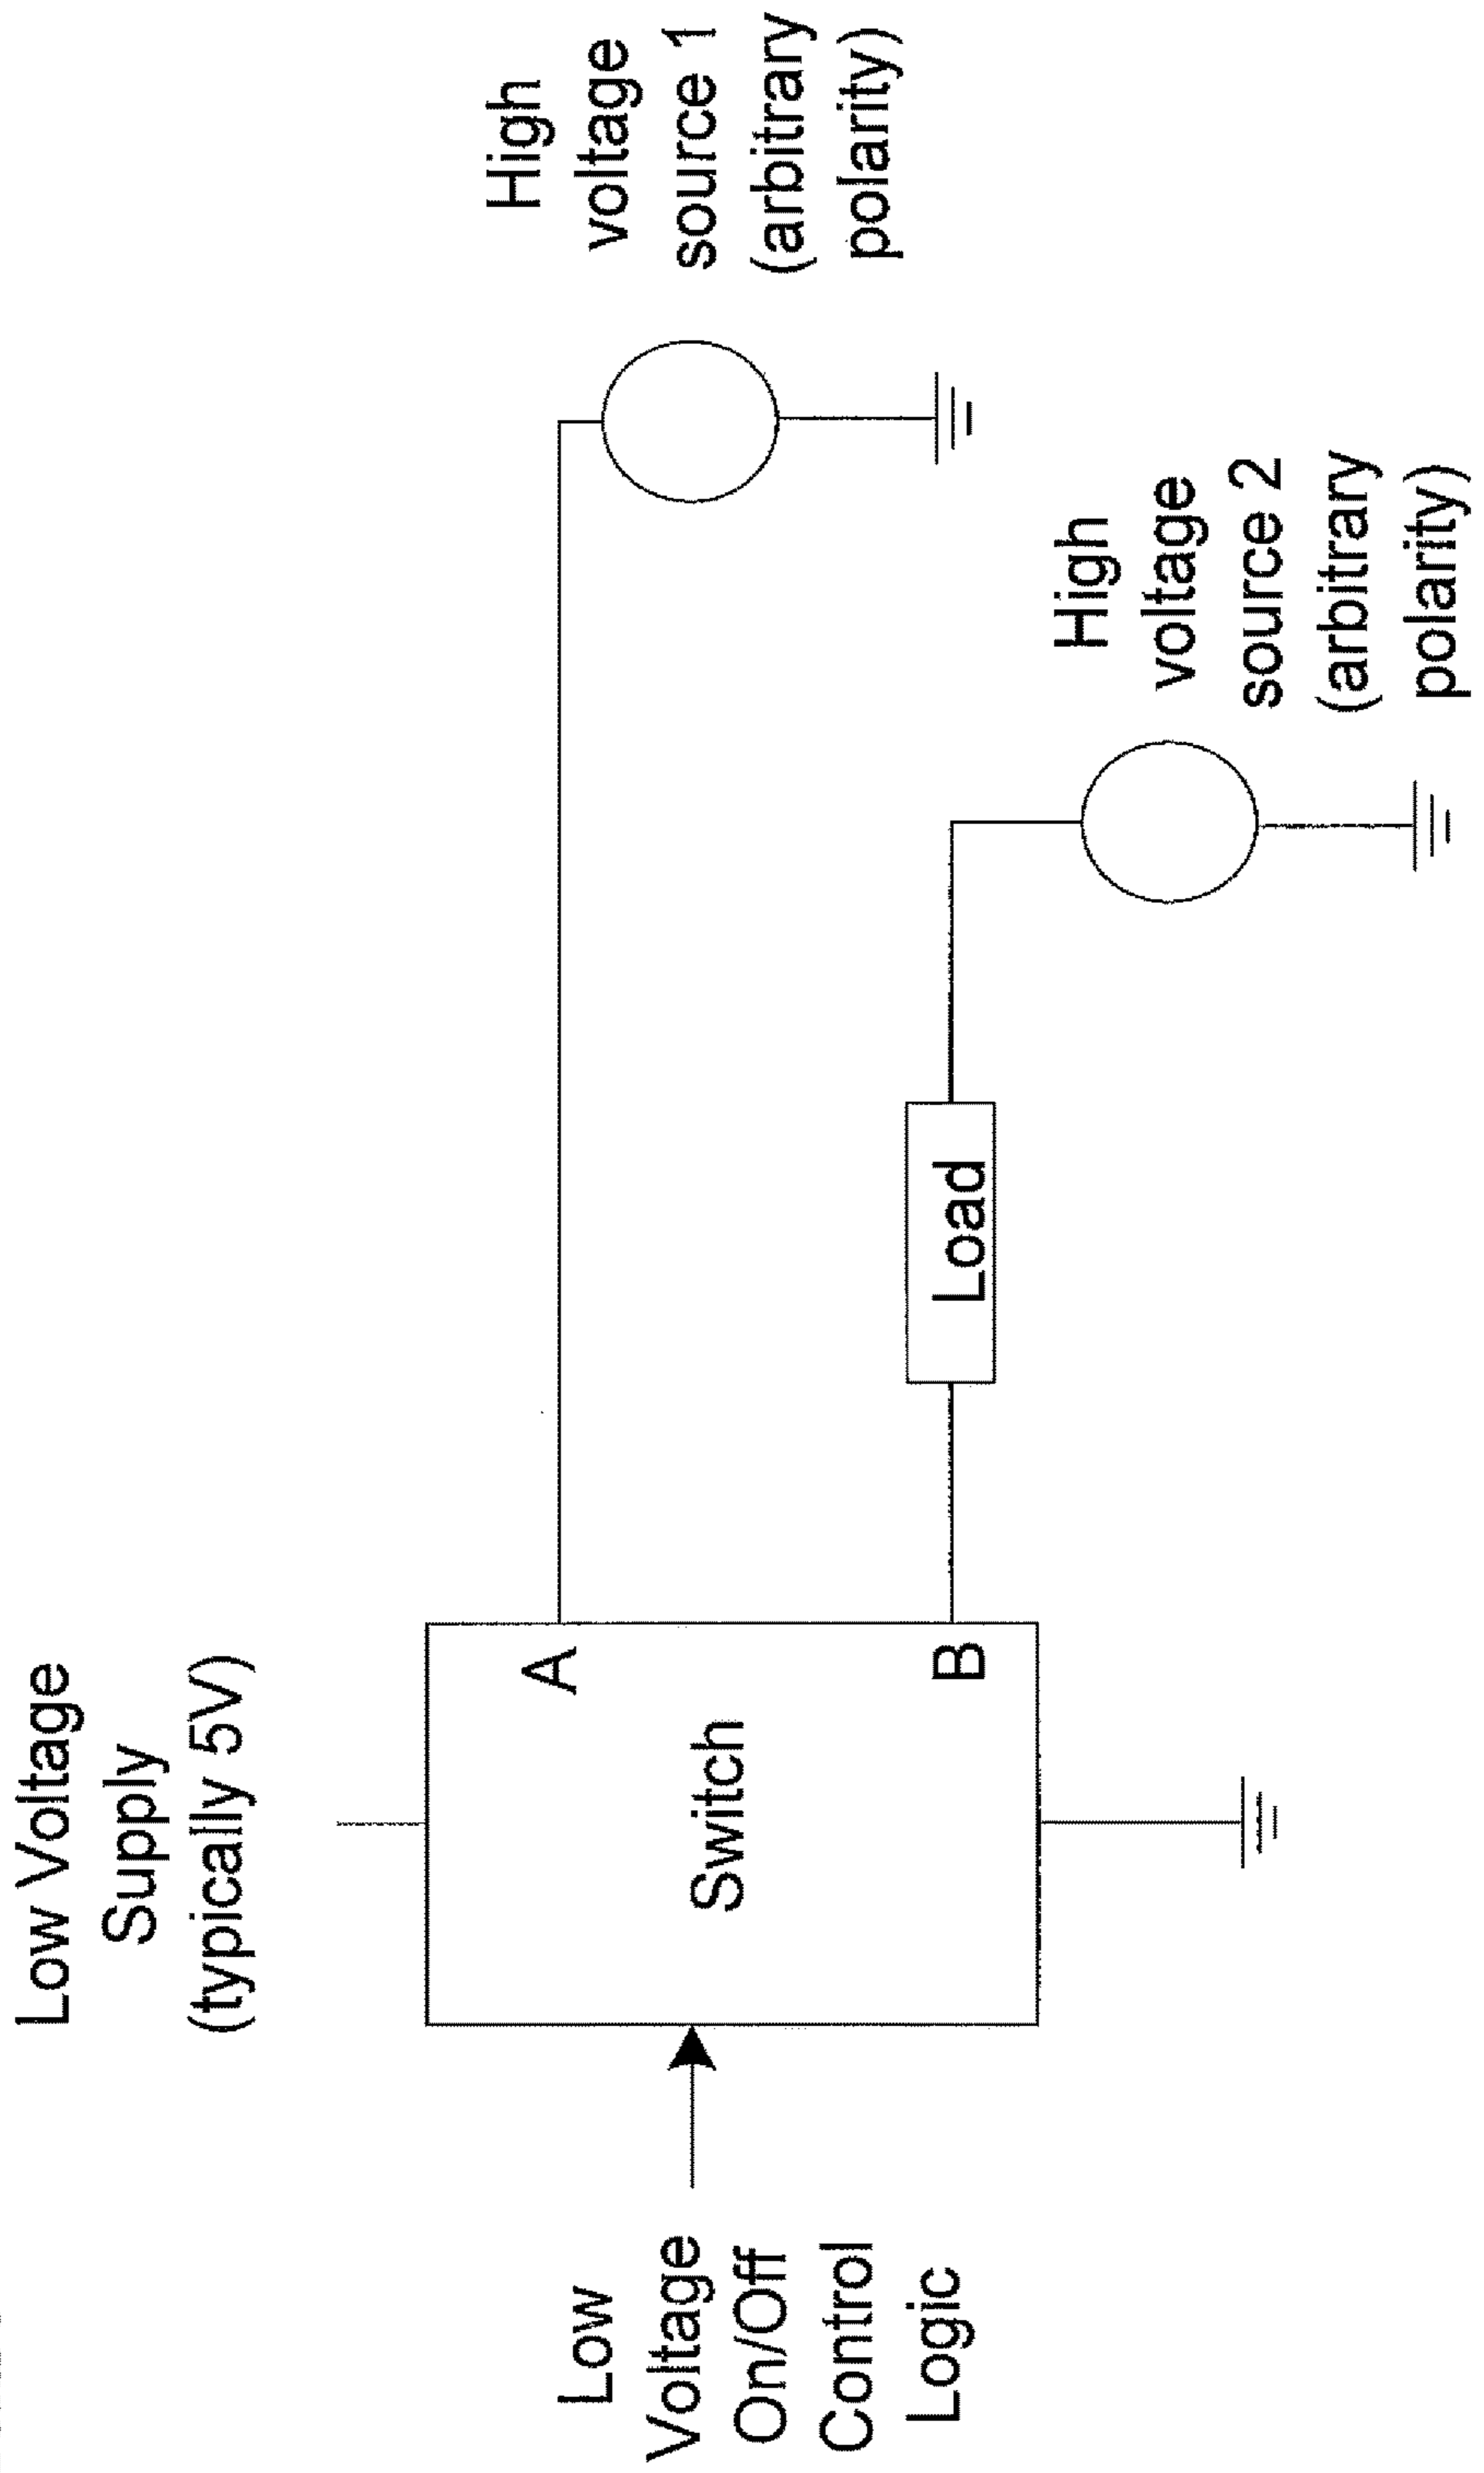 Low Voltage
Supply
(typically 5V)
Low
Voltage
On/Off
Control
Logic
Switch
A
B
Load
High
voltage
source 1
(arbitrary
polarity)
High
voltage
source 2
(arbitrary
polarity)